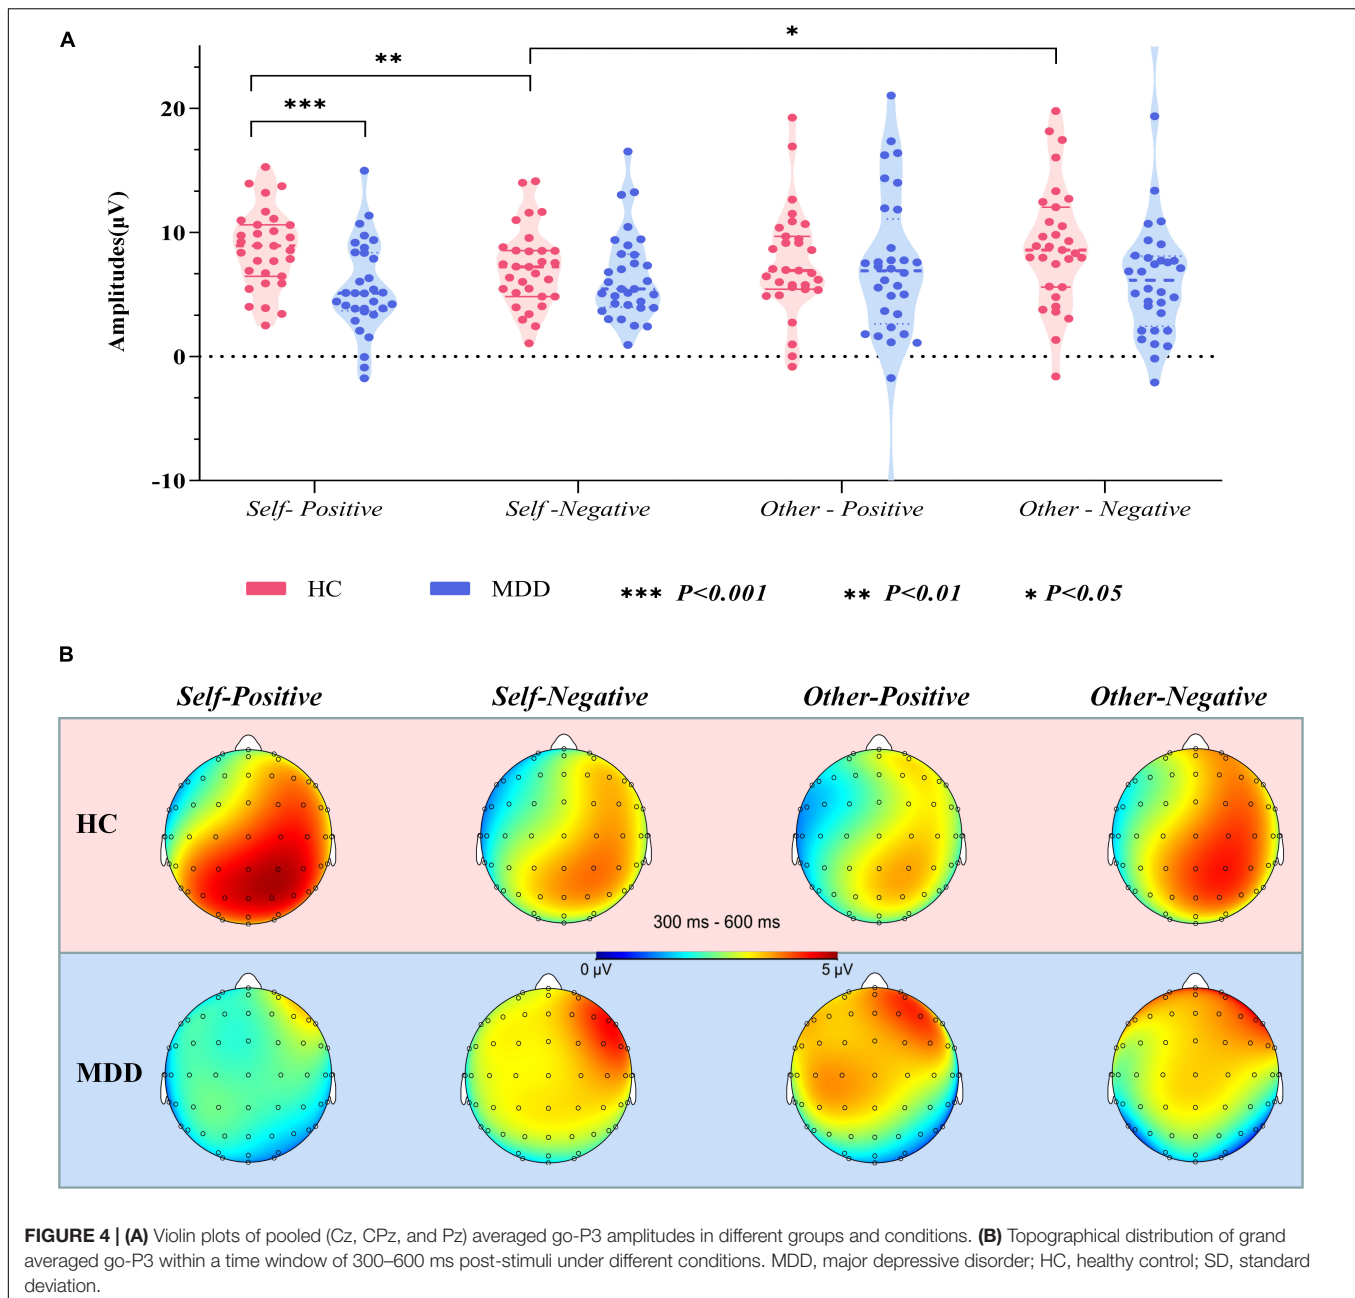 A
*
**
***
20
10
0
-10
Amplitudes(μV)
Self- Positive
Self -Negative
Other - Positive
Other - Negative
HC
MDD
*** P<0.001
** P<0.01
* P<0.05
B
Self-Positive
Self-Negative
Other-Positive
Other-Negative
HC
300 ms - 600 ms
0 μV
5 μV
MDD
FIGURE 4 | (A) Violin plots of pooled (Cz, CPz, and Pz) averaged go-P3 amplitudes in different groups and conditions. (B) Topographical distribution of grand
averaged go-P3 within a time window of 300–600 ms post-stimuli under different conditions. MDD, major depressive disorder; HC, healthy control; SD, standard
deviation.